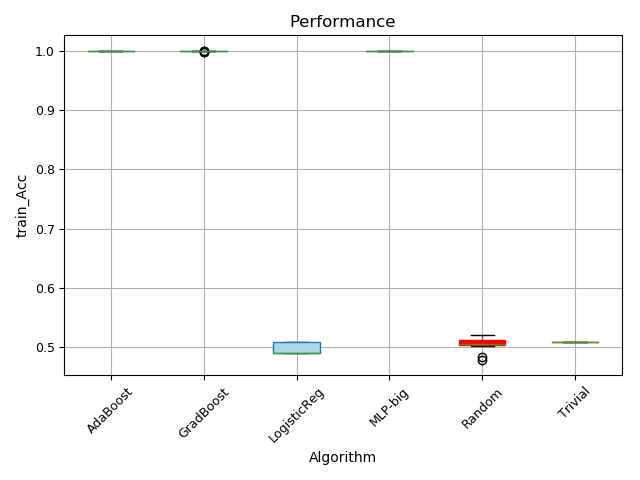 Performance
train_Acc
1.0
0.9
0.8
0.7
0.6
0.5
AdaBoost
GradBoost
LogisticReg
MLP-big
Random
Trivial
Algorithm